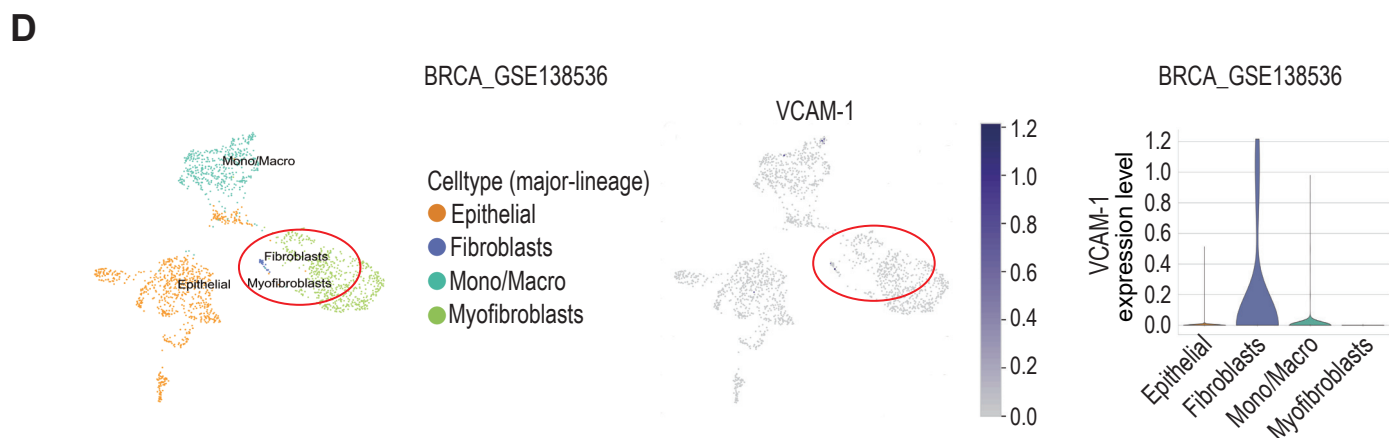 D
BRCA_GSE138536
Mono/Macro
Fibroblasts
Myofibroblasts
Epithelial
Celltype (major-lineage)
Epithelial
Fibroblasts
Mono/Macro
Myofibroblasts
VCAM-1
1.2
1.0
0.8
0.6
0.4
0.2
0.0
BRCA_GSE138536
VCAM-1
expression level
1.2
1.0
0.8
0.6
0.4
0.2
0.0
Epithelial
Fibroblasts
Mono/Macro
Myofibroblasts